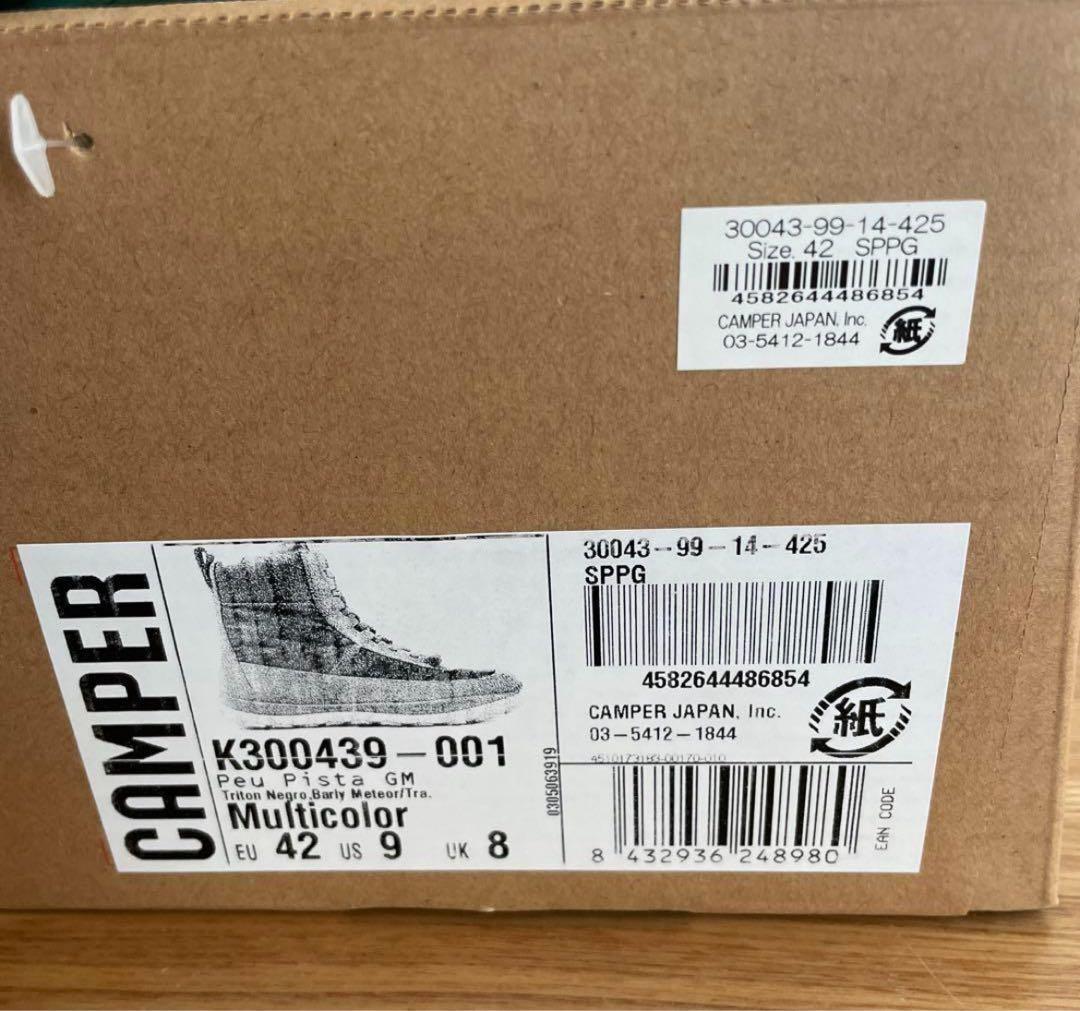 30043-99-14-425
Size. 42 SPPG
4582644486854
CAMPER JAPAN, Inc.
03-5412-1844
紙
CAMPER
K300439-001
Peu Pista GM
Triton Negro,Barly Meteor/Tra.
Multicolor
EU 42 US 9 UK 8
0305063919
30043-99-14-425
SPPG
4582644486854
CAMPER JAPAN, Inc.
03-5412-1844
紙
8 432936 248980
EAN CODE